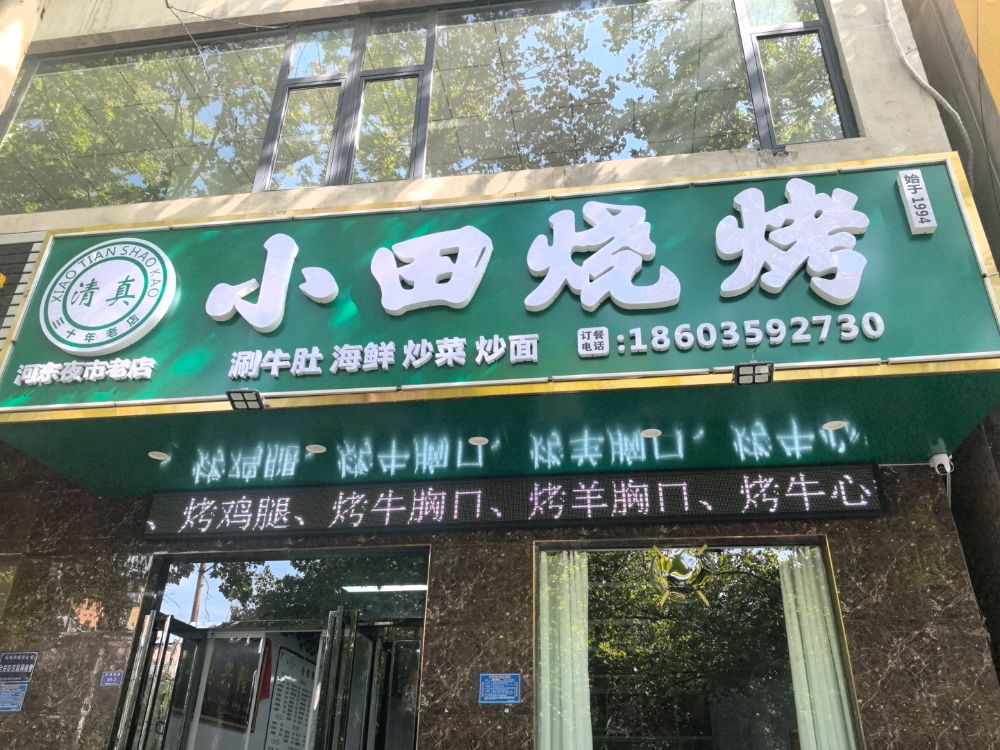 始于1994
XIAO TIAN SHAO KAO
清真
三十年老店
小田烧烤
河东夜市老店
涮牛肚 海鲜 炒菜 炒面
订餐电话:18603592730
、烤鸡腿、烤牛胸口、烤羊胸口、烤牛心